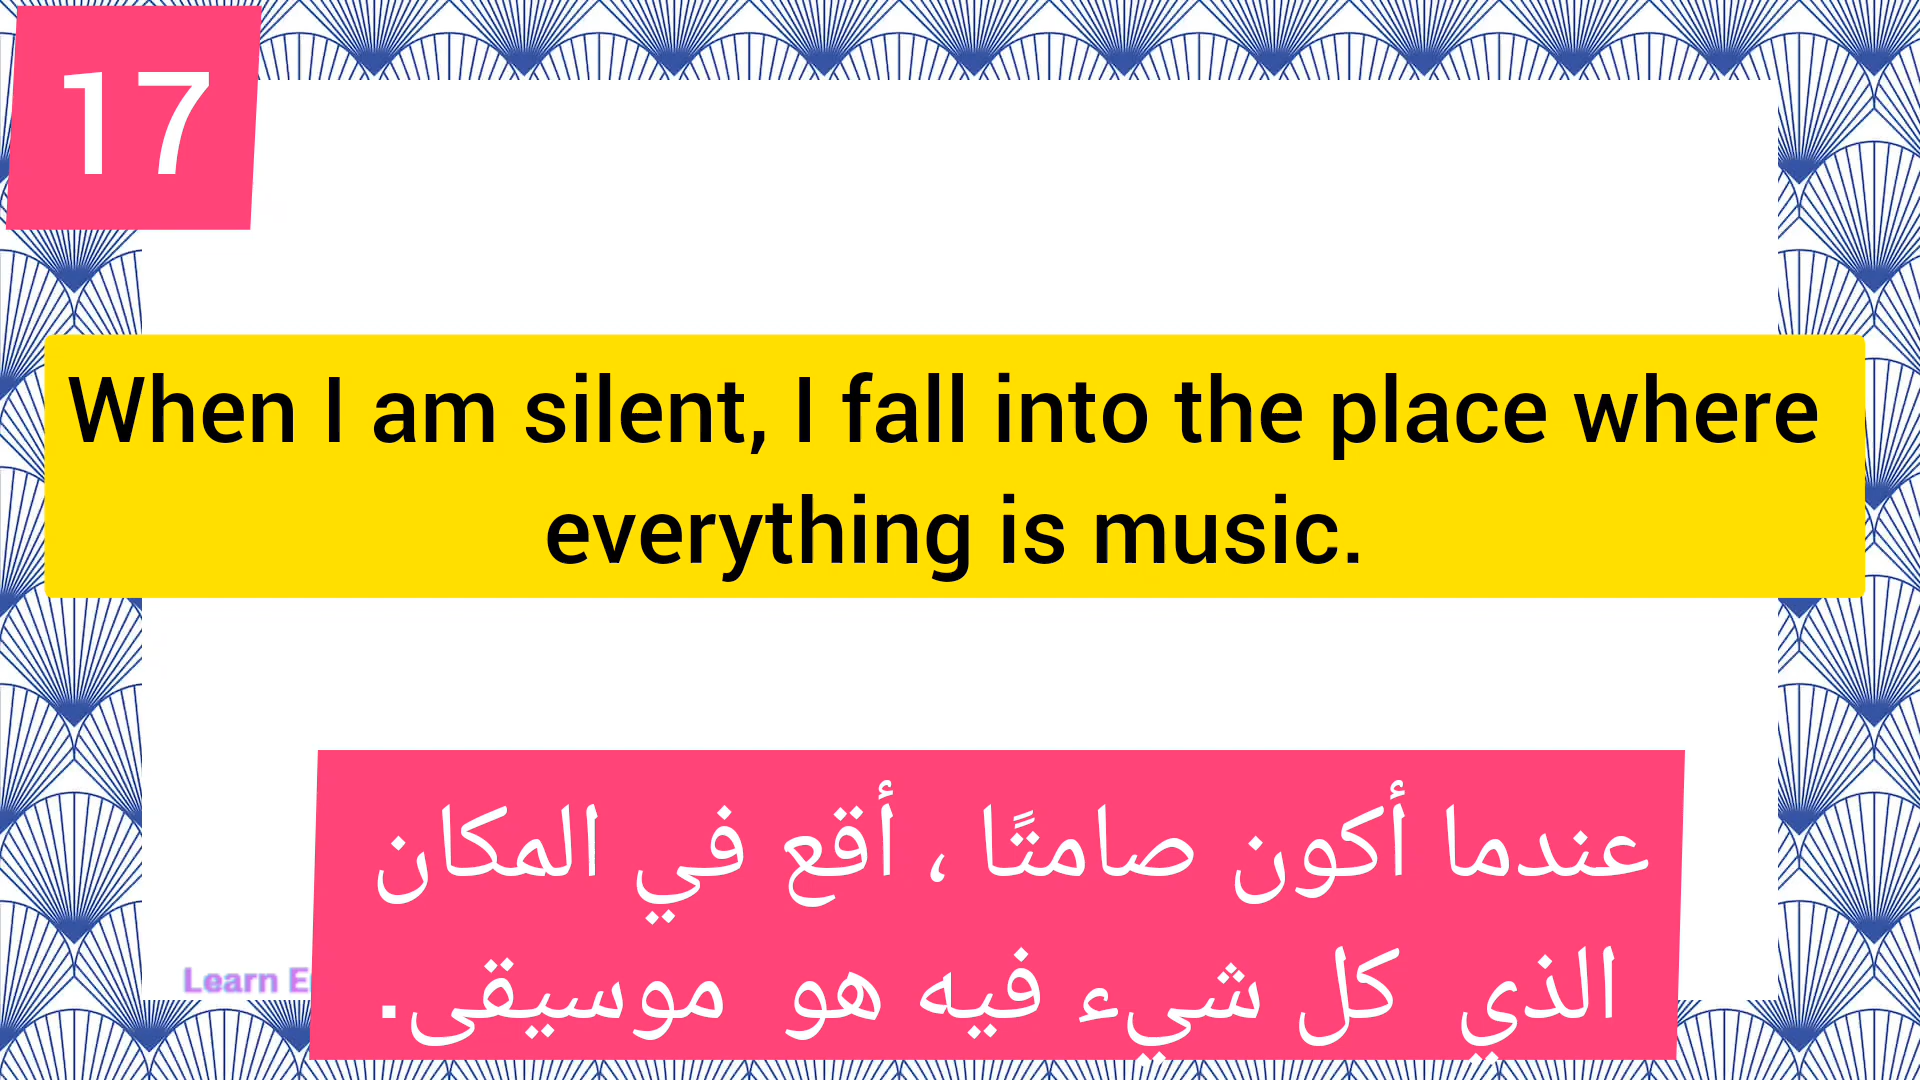 17
When I am silent, I fall into the place where
everything is music.
عندما أكون صامتًا ، أقع في المكان
الذي كل شيء فيه هو موسيقى.
Learn